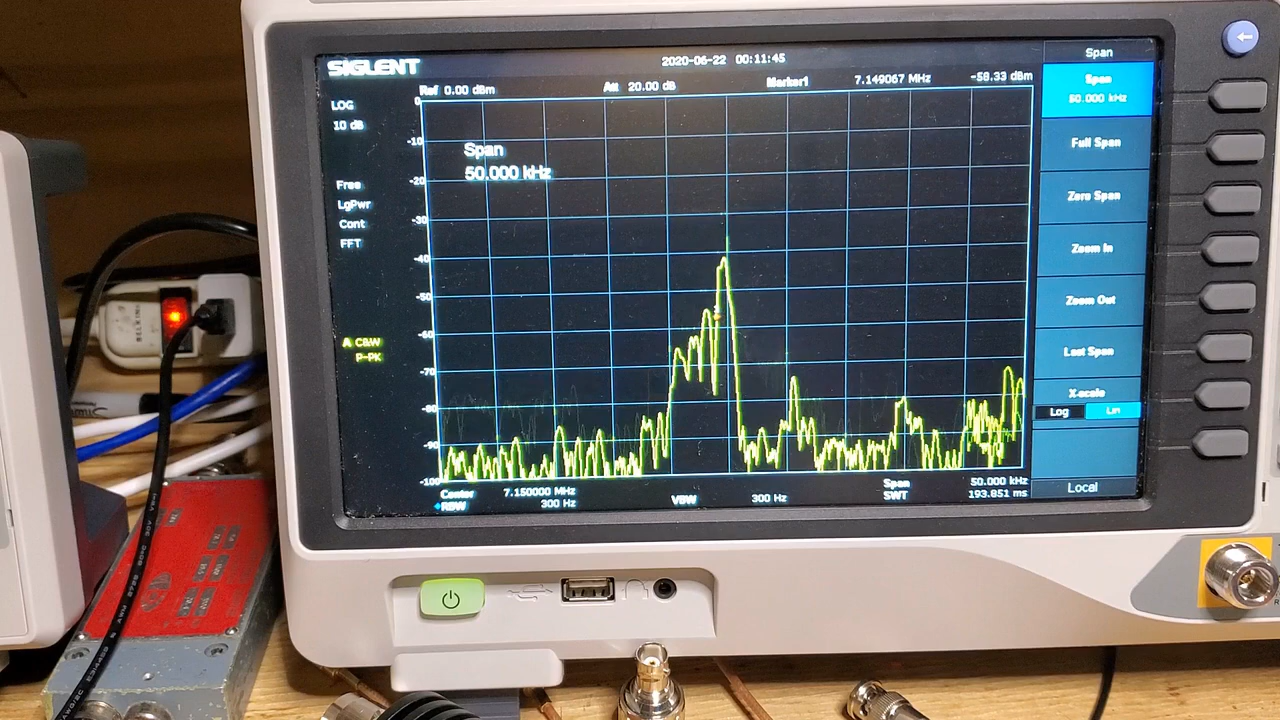 SIGLENT
2020-06-22 00:11:45
Span
Ref 0.00 dBm Att 20.00 dB Marker1 7.149067 MHz -58.33 dBm
Span
50.000 kHz
LOG
10 dB
0
-10
-20
-30
-40
-50
-60
-70
-80
-90
-100
Span
50.000 kHz
Free
LgPwr
Cont
FFT
A C&W
P-PK
Full Span
Zero Span
Zoom In
Zoom Out
Last Span
X-scale
Log Lin
Local
Center 7.150000 MHz Span 50.000 kHz
RBW 300 Hz VBW 300 Hz SWT 193.851 ms
BELKIN